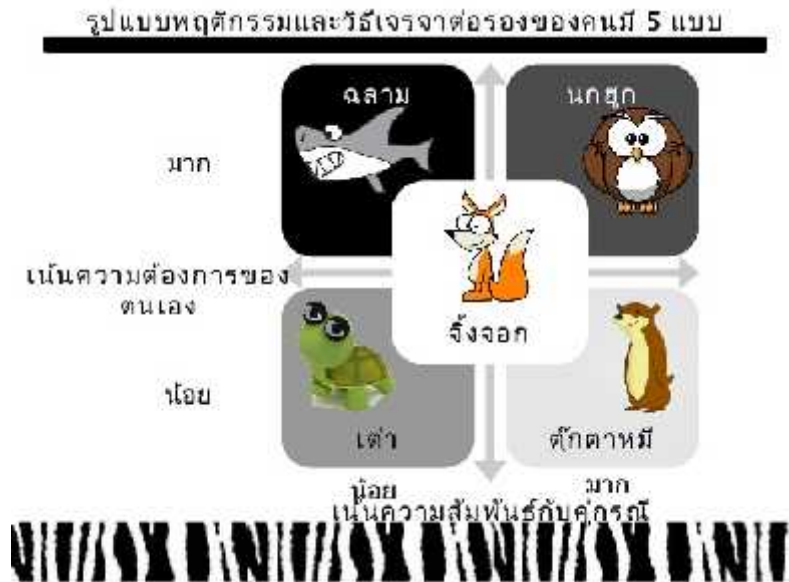 รูปแบบพฤติกรรมและวิธีเจรจาต่อรองของคนมี 5 แบบ
ฉลาม
นกฮูก
มาก
เน้นความต้องการของ
ตนเอง
จิ้งจอก
น้อย
เต่า
ตุ๊กตาหมี
น้อย
มาก
เน้นความสัมพันธ์กับคู่กรณี